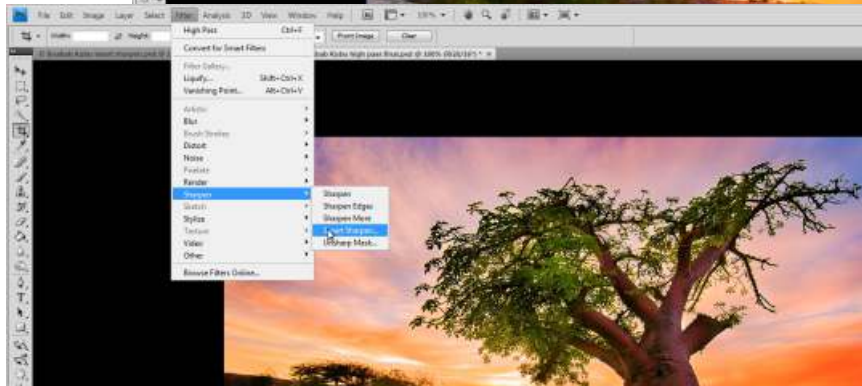 File Edit Image Layer Select Filter Analysis 3D View Window Help
Width: Height: Front Image Clear
High Pass Ctrl+F
Convert for Smart Filters
Filter Gallery...
Liquify... Shift+Ctrl+X
Vanishing Point... Alt+Ctrl+V
Artistic
Blur
Brush Strokes
Distort
Noise
Pixelate
Render
Sharpen
Sketch
Stylize
Texture
Video
Other
Browse Filters Online...
Sharpen
Sharpen Edges
Sharpen More
Smart Sharpen...
Unsharp Mask...